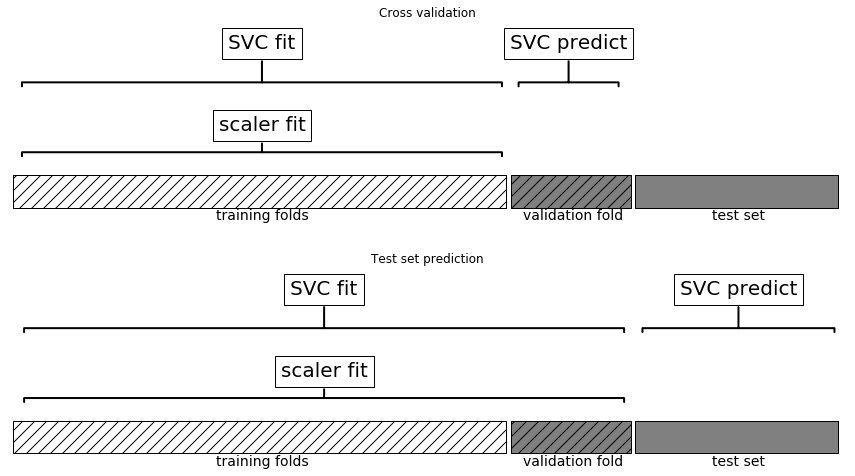 Cross validation
SVC fit
SVC predict
scaler fit
training folds
validation fold
test set
Test set prediction
SVC fit
SVC predict
scaler fit
training folds
validation fold
test set